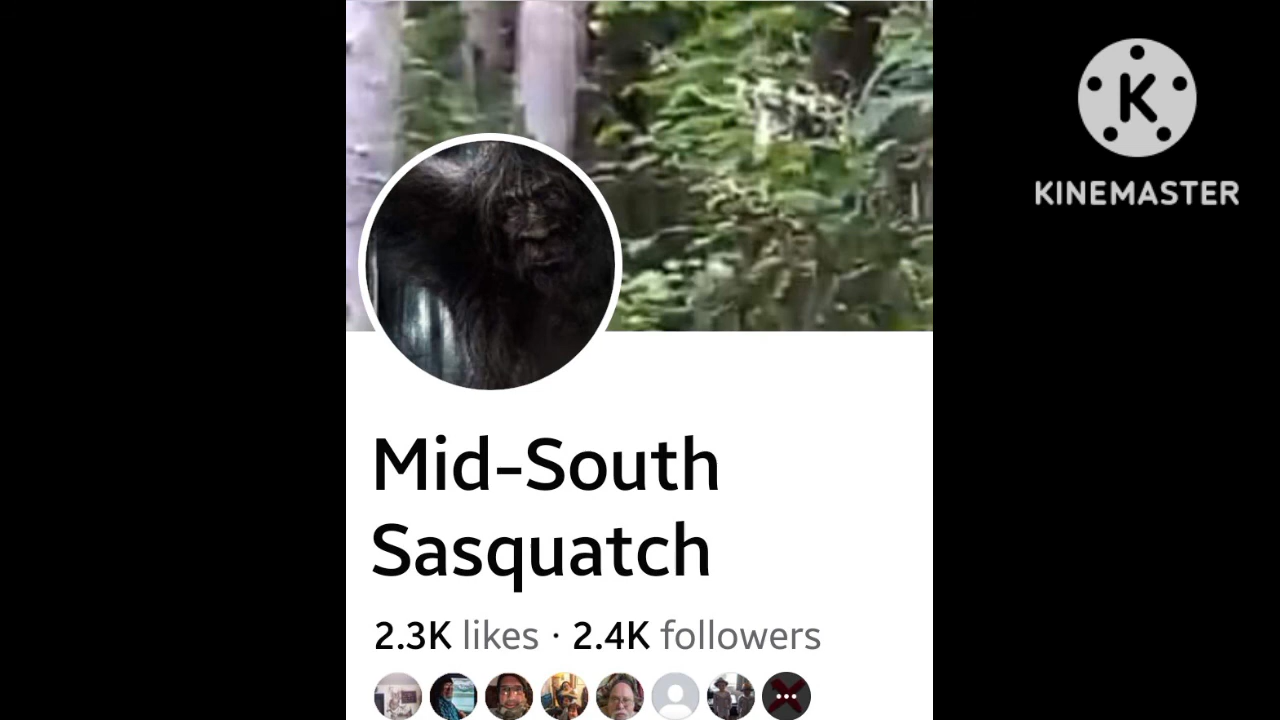 K
KINEMASTER
Mid-South
Sasquatch
2.3K likes · 2.4K followers